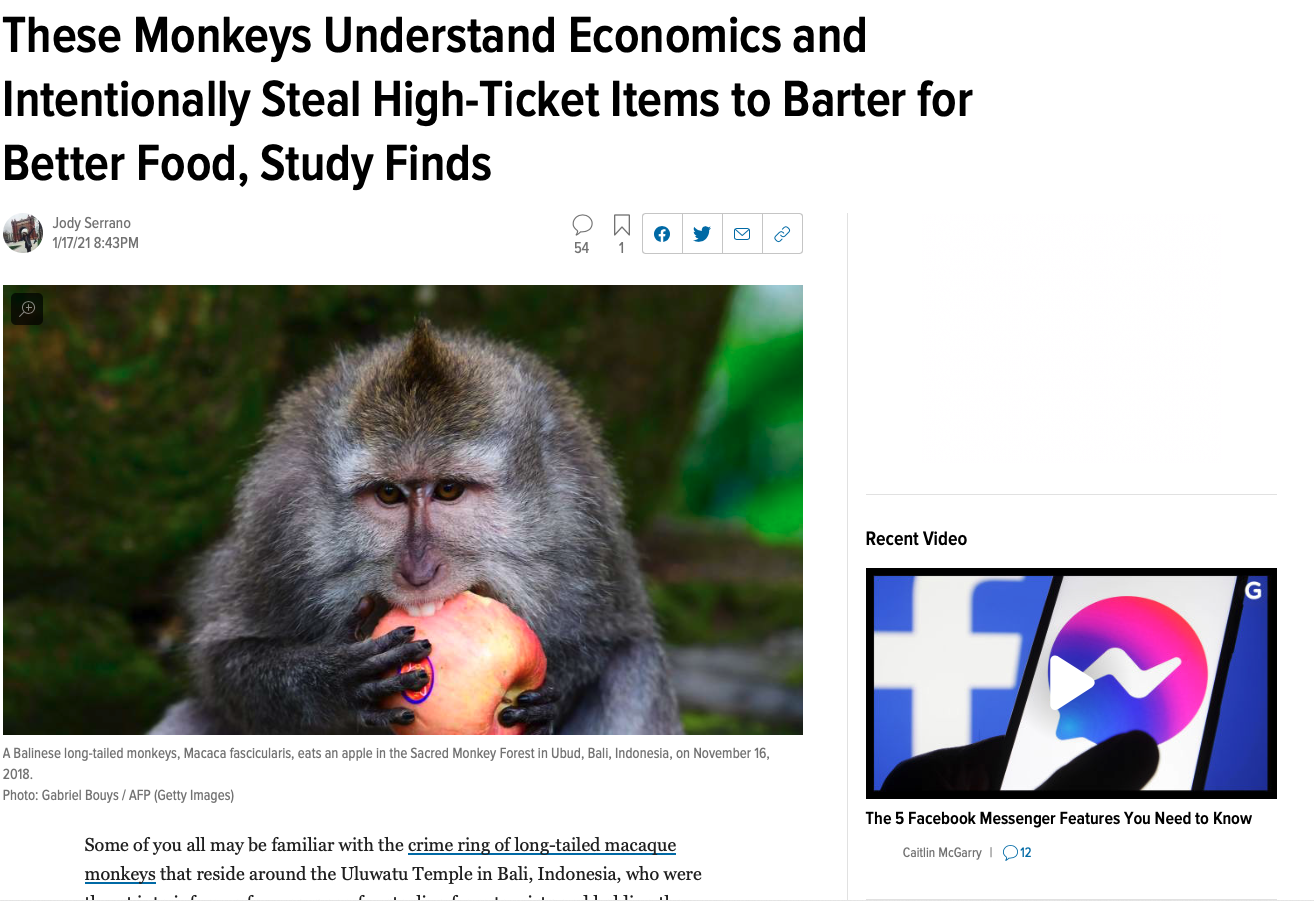 These Monkeys Understand Economics and
Intentionally Steal High-Ticket Items to Barter for
Better Food, Study Finds
Jody Serrano
1/17/21 8:43PM
54
1
A Balinese long-tailed monkeys, Macaca fascicularis, eats an apple in the Sacred Monkey Forest in Ubud, Bali, Indonesia, on November 16,
2018.
Photo: Gabriel Bouys / AFP (Getty Images)
Some of you all may be familiar with the crime ring of long-tailed macaque
monkeys that reside around the Uluwatu Temple in Bali, Indonesia, who were
Recent Video
G
The 5 Facebook Messenger Features You Need to Know
Caitlin McGarry | 12